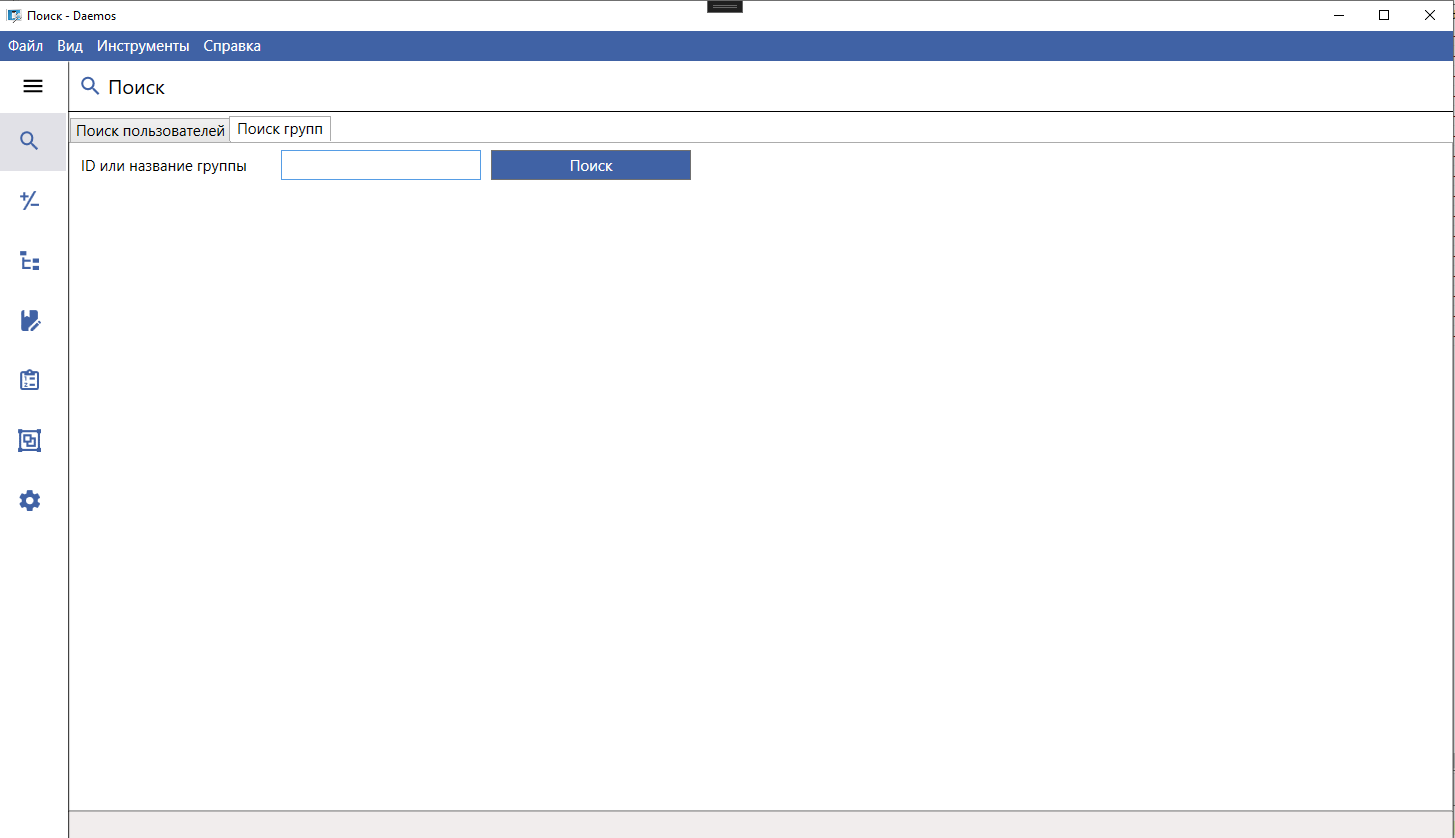 Поиск - Daemos
Файл Вид Инструменты Справка
Поиск
Поиск пользователей Поиск групп
ID или название группы Поиск